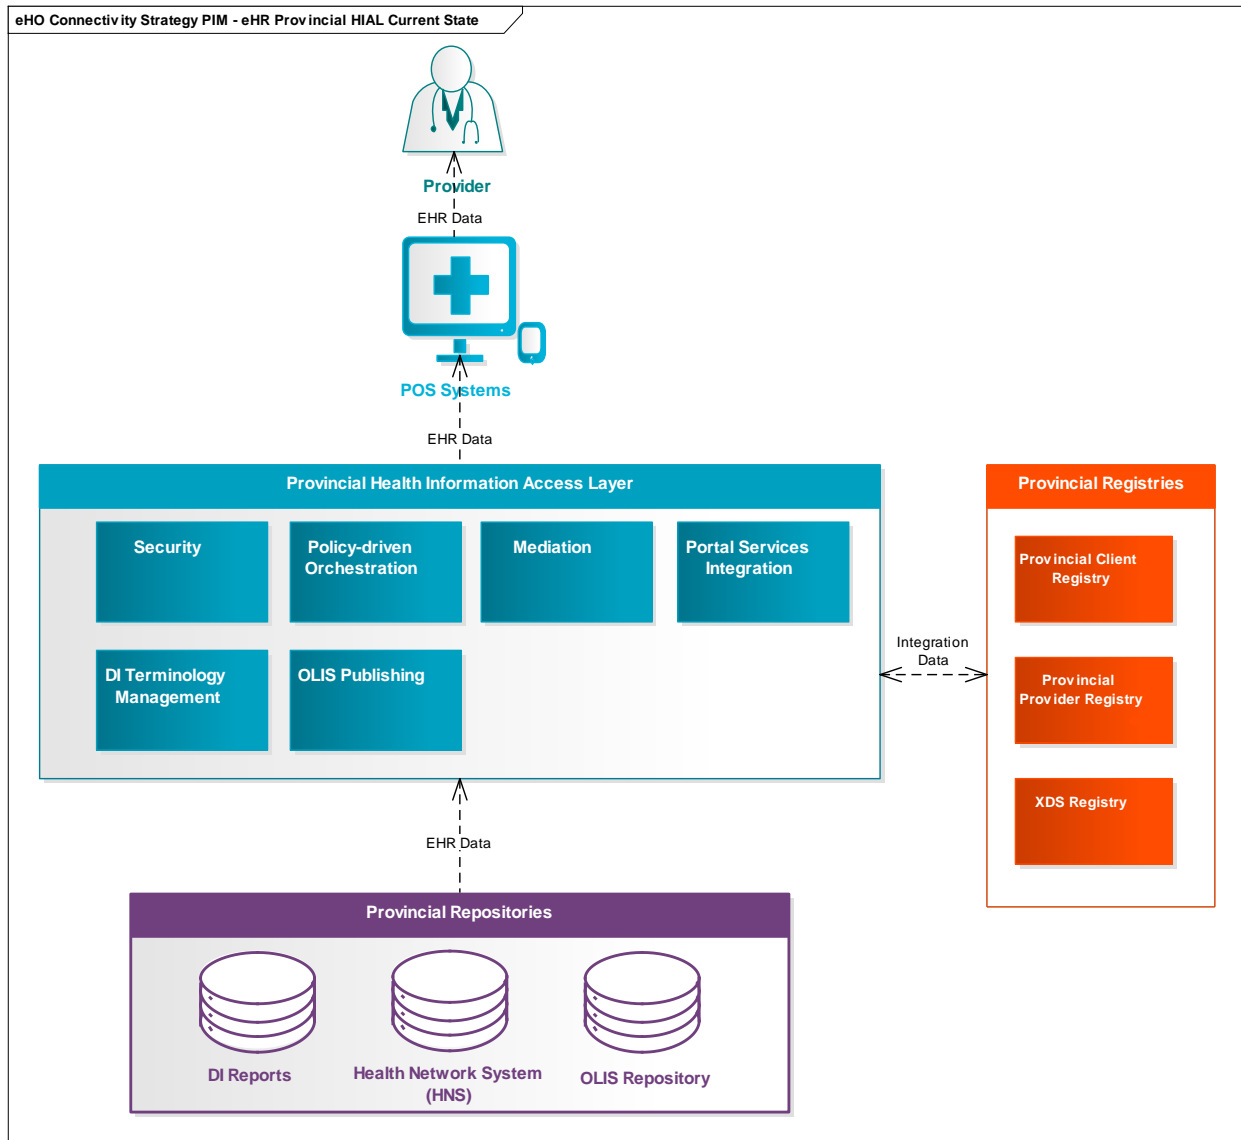 eHO Connectivity Strategy PIM - eHR Provincial HIAL Current State
Provider
EHR Data
POS Systems
EHR Data
Provincial Health Information Access Layer
Security
Policy-driven
Orchestration
Mediation
Portal Services
Integration
DI Terminology
Management
OLIS Publishing
Integration
Data
Provincial Registries
Provincial Client
Registry
Provincial
Provider Registry
XDS Registry
EHR Data
Provincial Repositories
DI Reports
Health Network System
(HNS)
OLIS Repository